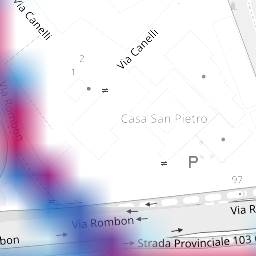 Via Canelli
Via Canelli
2
1
Via Rombon
Casa San Pietro
P
97
Via R
Via Rombon
bon
Strada Provinciale 103